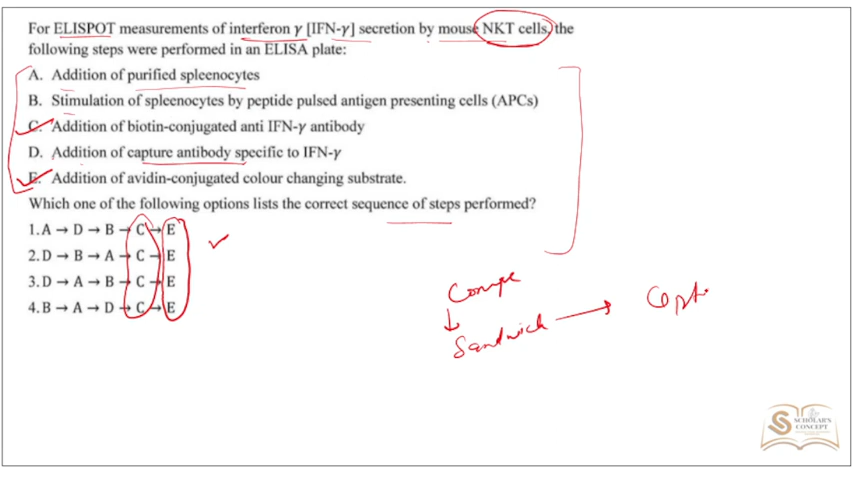 For ELISPOT measurements of interferon γ [IFN-γ] secretion by mouse NKT cells, the
following steps were performed in an ELISA plate:
A. Addition of purified spleenocytes
B. Stimulation of spleenocytes by peptide pulsed antigen presenting cells (APCs)
C. Addition of biotin-conjugated anti IFN-γ antibody
D. Addition of capture antibody specific to IFN-γ
E. Addition of avidin-conjugated colour changing substrate.
Which one of the following options lists the correct sequence of steps performed?
1. A → D → B → C → E
2. D → B → A → C → E
3. D → A → B → C → E
4. B → A → D → C → E
Sandwich →
SCHOLAR'S
CONCEPT